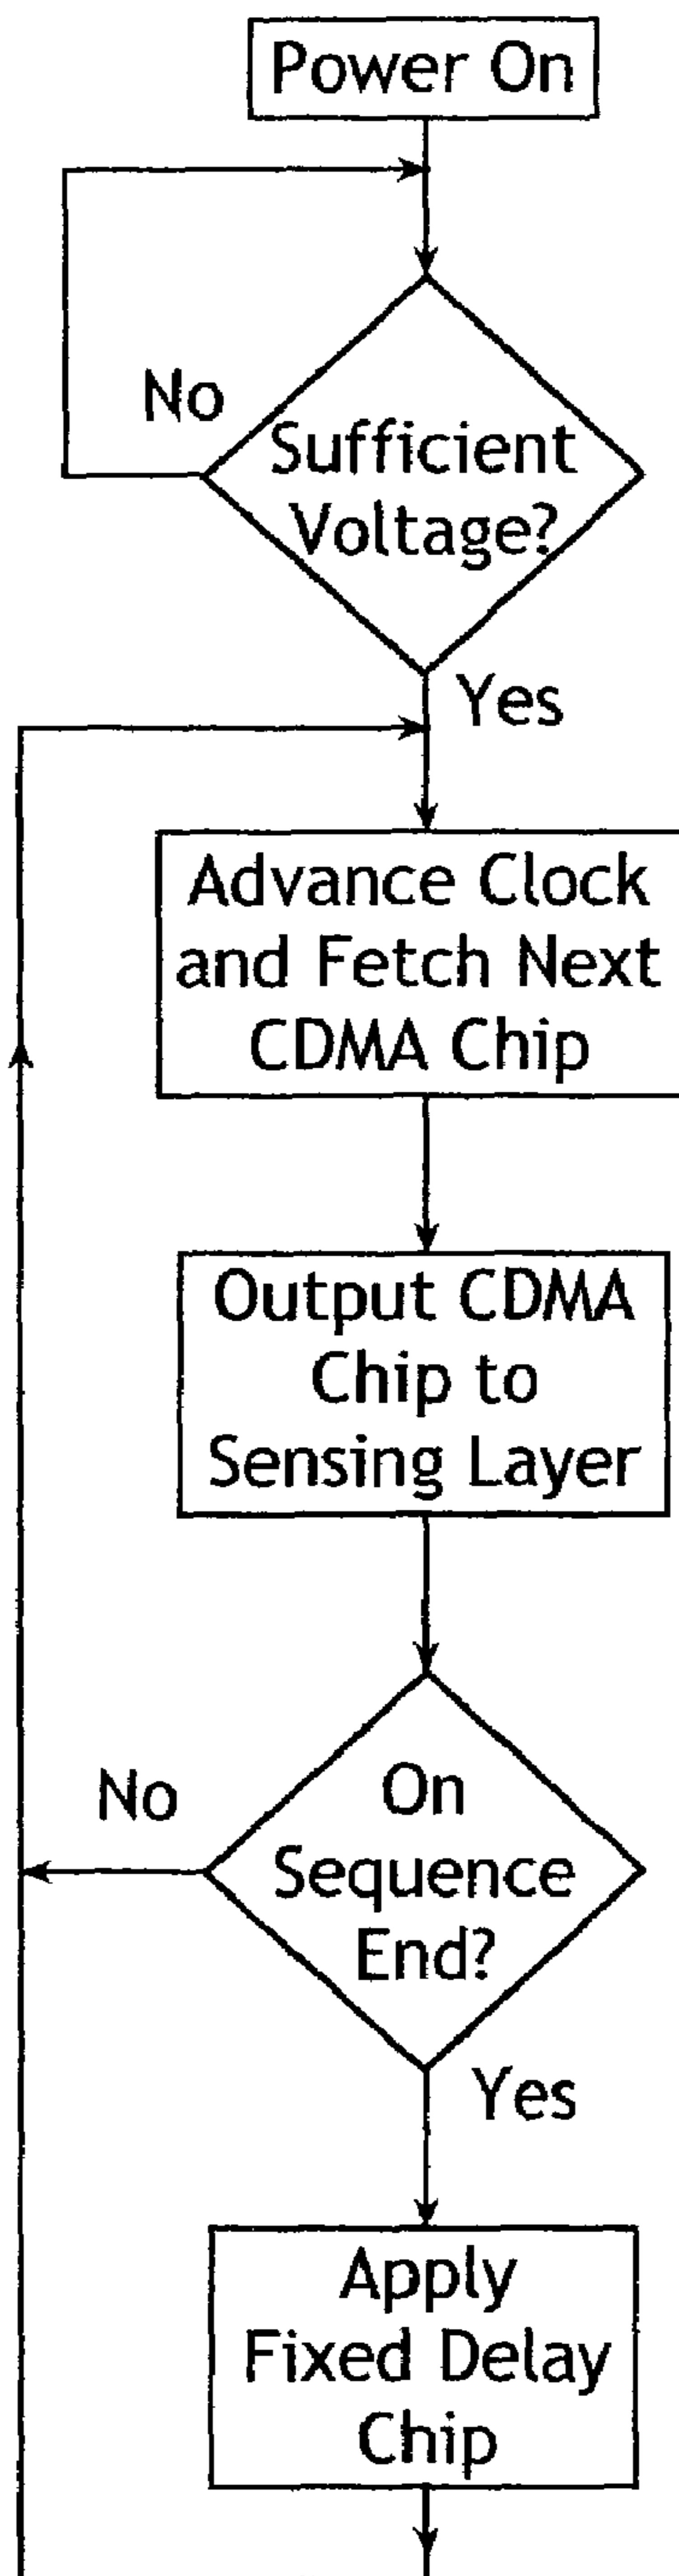 Power On
No
Sufficient
Voltage?
Yes
Advance Clock
and Fetch Next
CDMA Chip
Output CDMA
Chip to
Sensing Layer
No
On
Sequence
End?
Yes
Apply
Fixed Delay
Chip